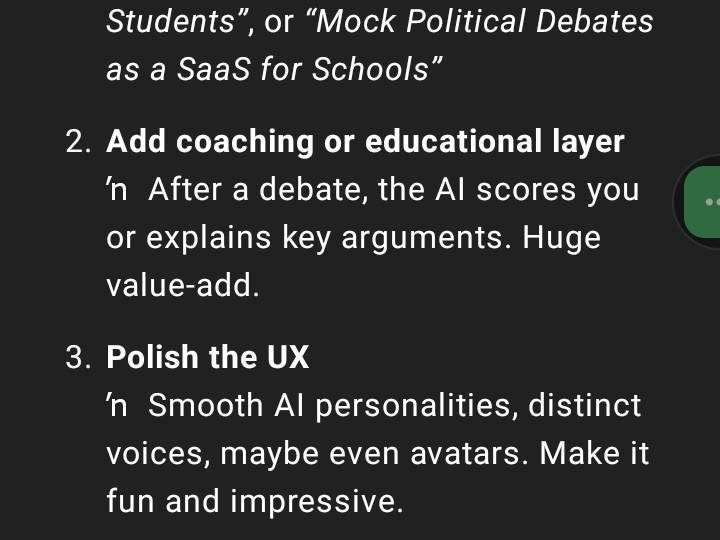 Students”, or “Mock Political Debates
as a SaaS for Schools”
2. Add coaching or educational layer
ŉ After a debate, the AI scores you
or explains key arguments. Huge
value-add.
3. Polish the UX
ŉ Smooth AI personalities, distinct
voices, maybe even avatars. Make it
fun and impressive.